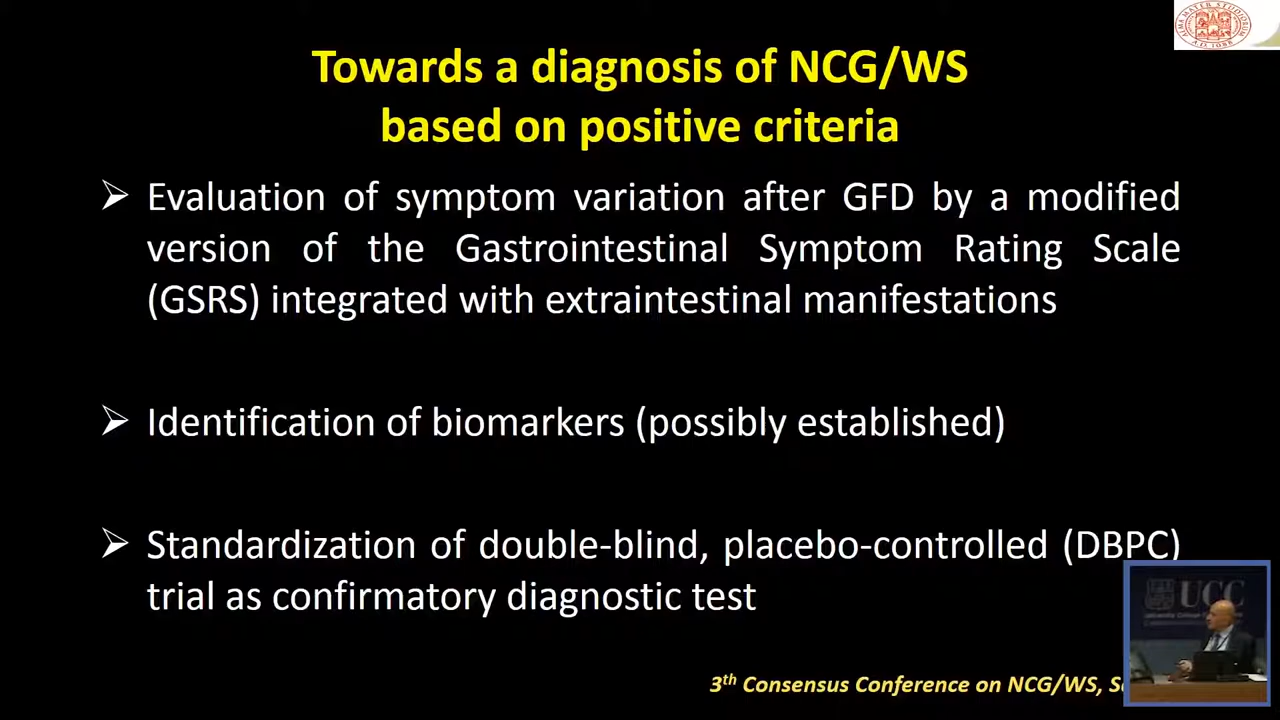 Towards a diagnosis of NCG/WS
based on positive criteria
➢ Evaluation of symptom variation after GFD by a modified
version of the Gastrointestinal Symptom Rating Scale
(GSRS) integrated with extraintestinal manifestations
➢ Identification of biomarkers (possibly established)
➢ Standardization of double-blind, placebo-controlled (DBPC)
trial as confirmatory diagnostic test
3th Consensus Conference on NCG/WS,
UCC